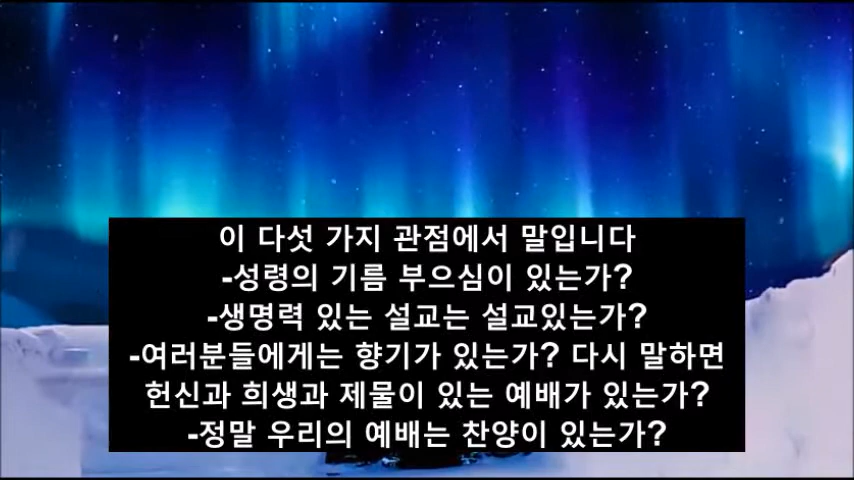 이 다섯 가지 관점에서 말입니다
-성령의 기름 부으심이 있는가?
-생명력 있는 설교는 설교있는가?
-여러분들에게는 향기가 있는가? 다시 말하면
헌신과 희생과 제물이 있는 예배가 있는가?
-정말 우리의 예배는 찬양이 있는가?